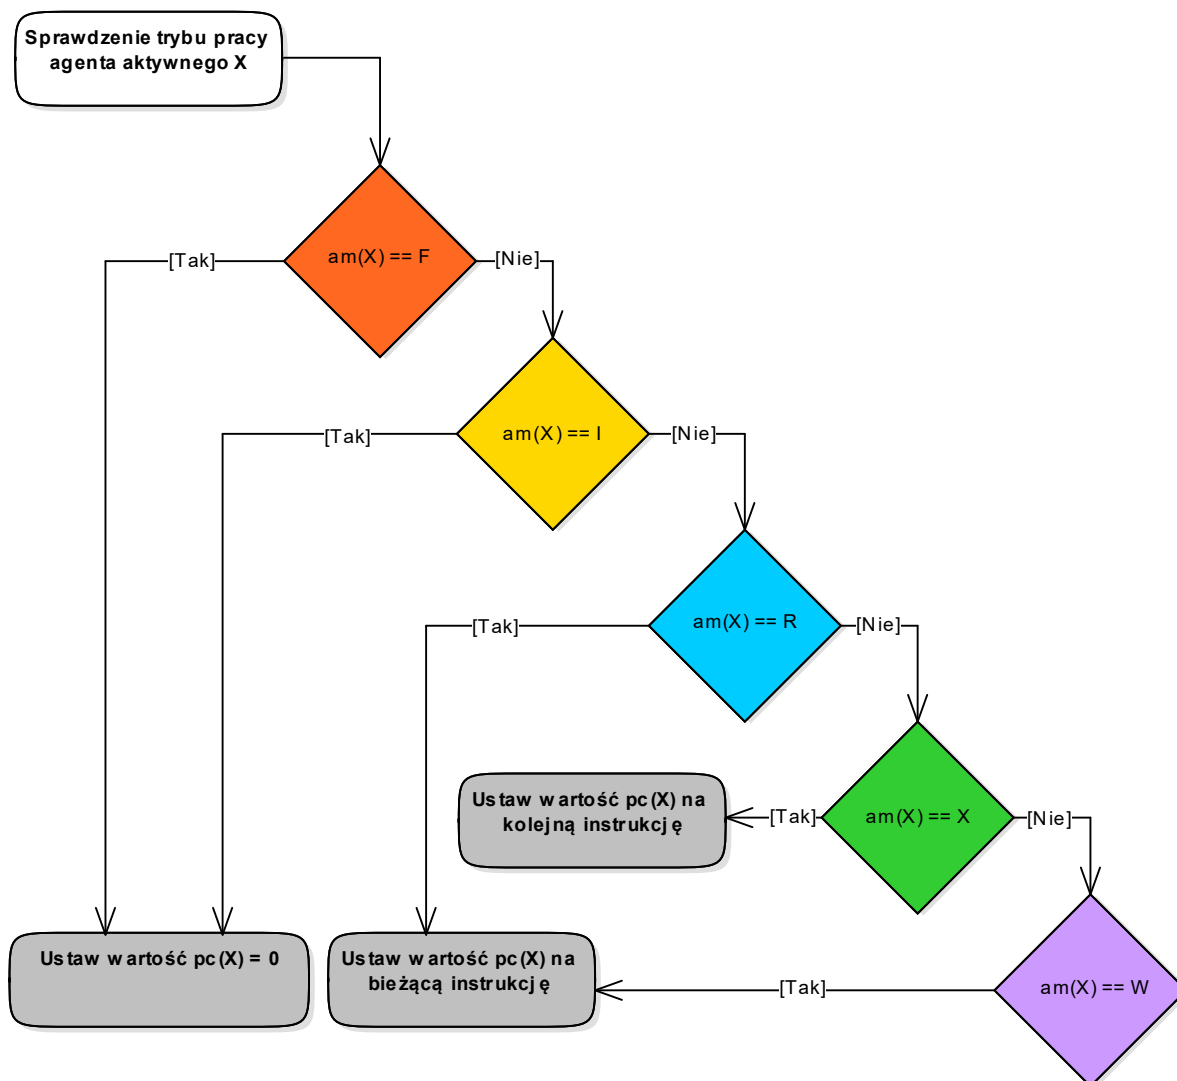 Sprawdzenie trybu pracy
agenta aktywnego X
am(X) == F
[Tak]
[Nie]
am(X) == I
[Tak]
[Nie]
am(X) == R
[Tak]
[Nie]
Ustaw wartość pc(X) na
kolejną instrukcję
[Tak]
am(X) == X
[Nie]
Ustaw wartość pc(X) = 0
Ustaw wartość pc(X) na
bieżącą instrukcję
[Tak]
am(X) == W